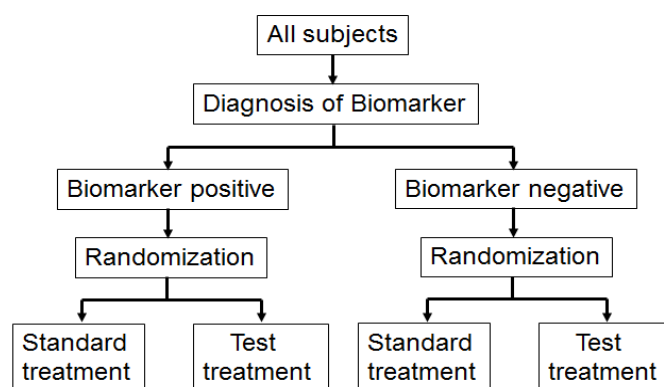 All subjects
Diagnosis of Biomarker
Biomarker positive
Biomarker negative
Randomization
Randomization
Standard
treatment
Test
treatment
Standard
treatment
Test
treatment